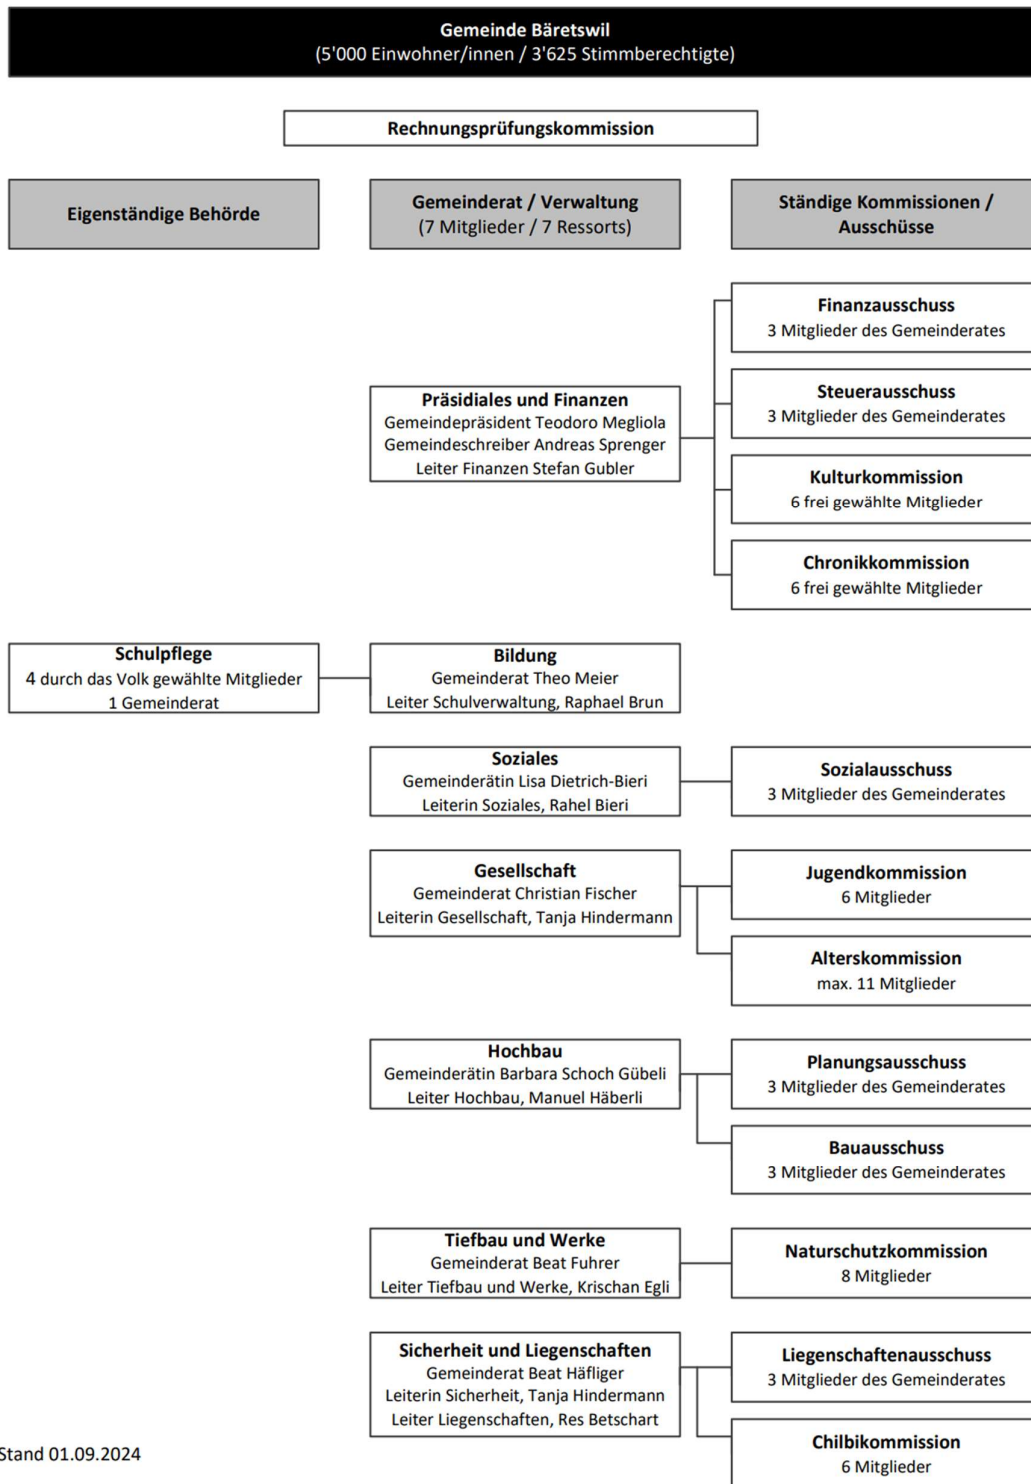 Gemeinde Bäretswil
(5'000 Einwohner/innen / 3'625 Stimmberechtigte)
Rechnungsprüfungskommission
Eigenständige Behörde
Gemeinderat / Verwaltung
(7 Mitglieder / 7 Ressorts)
Ständige Kommissionen /
Ausschüsse
Präsidiales und Finanzen
Gemeindepräsident Teodoro Megliola
Gemeindeschreiber Andreas Sprenger
Leiter Finanzen Stefan Gubler
Finanzausschuss
3 Mitglieder des Gemeinderates
Steuerausschuss
3 Mitglieder des Gemeinderates
Kulturkommission
6 frei gewählte Mitglieder
Chronikkommission
6 frei gewählte Mitglieder
Schulpflege
4 durch das Volk gewählte Mitglieder
1 Gemeinderat
Bildung
Gemeinderat Theo Meier
Leiter Schulverwaltung, Raphael Brun
Soziales
Gemeinderätin Lisa Dietrich-Bieri
Leiterin Soziales, Rahel Bieri
Sozialausschuss
3 Mitglieder des Gemeinderates
Gesellschaft
Gemeinderat Christian Fischer
Leiterin Gesellschaft, Tanja Hindermann
Jugendkommission
6 Mitglieder
Alterskommission
max. 11 Mitglieder
Hochbau
Gemeinderätin Barbara Schoch Gübeli
Leiter Hochbau, Manuel Häberli
Planungsausschuss
3 Mitglieder des Gemeinderates
Bauausschuss
3 Mitglieder des Gemeinderates
Tiefbau und Werke
Gemeinderat Beat Fuhrer
Leiter Tiefbau und Werke, Krischan Egli
Naturschutzkommission
8 Mitglieder
Sicherheit und Liegenschaften
Gemeinderat Beat Häfliger
Leiterin Sicherheit, Tanja Hindermann
Leiter Liegenschaften, Res Betschart
Liegenschaftenausschuss
3 Mitglieder des Gemeinderates
Chilbikommission
6 Mitglieder
Stand 01.09.2024